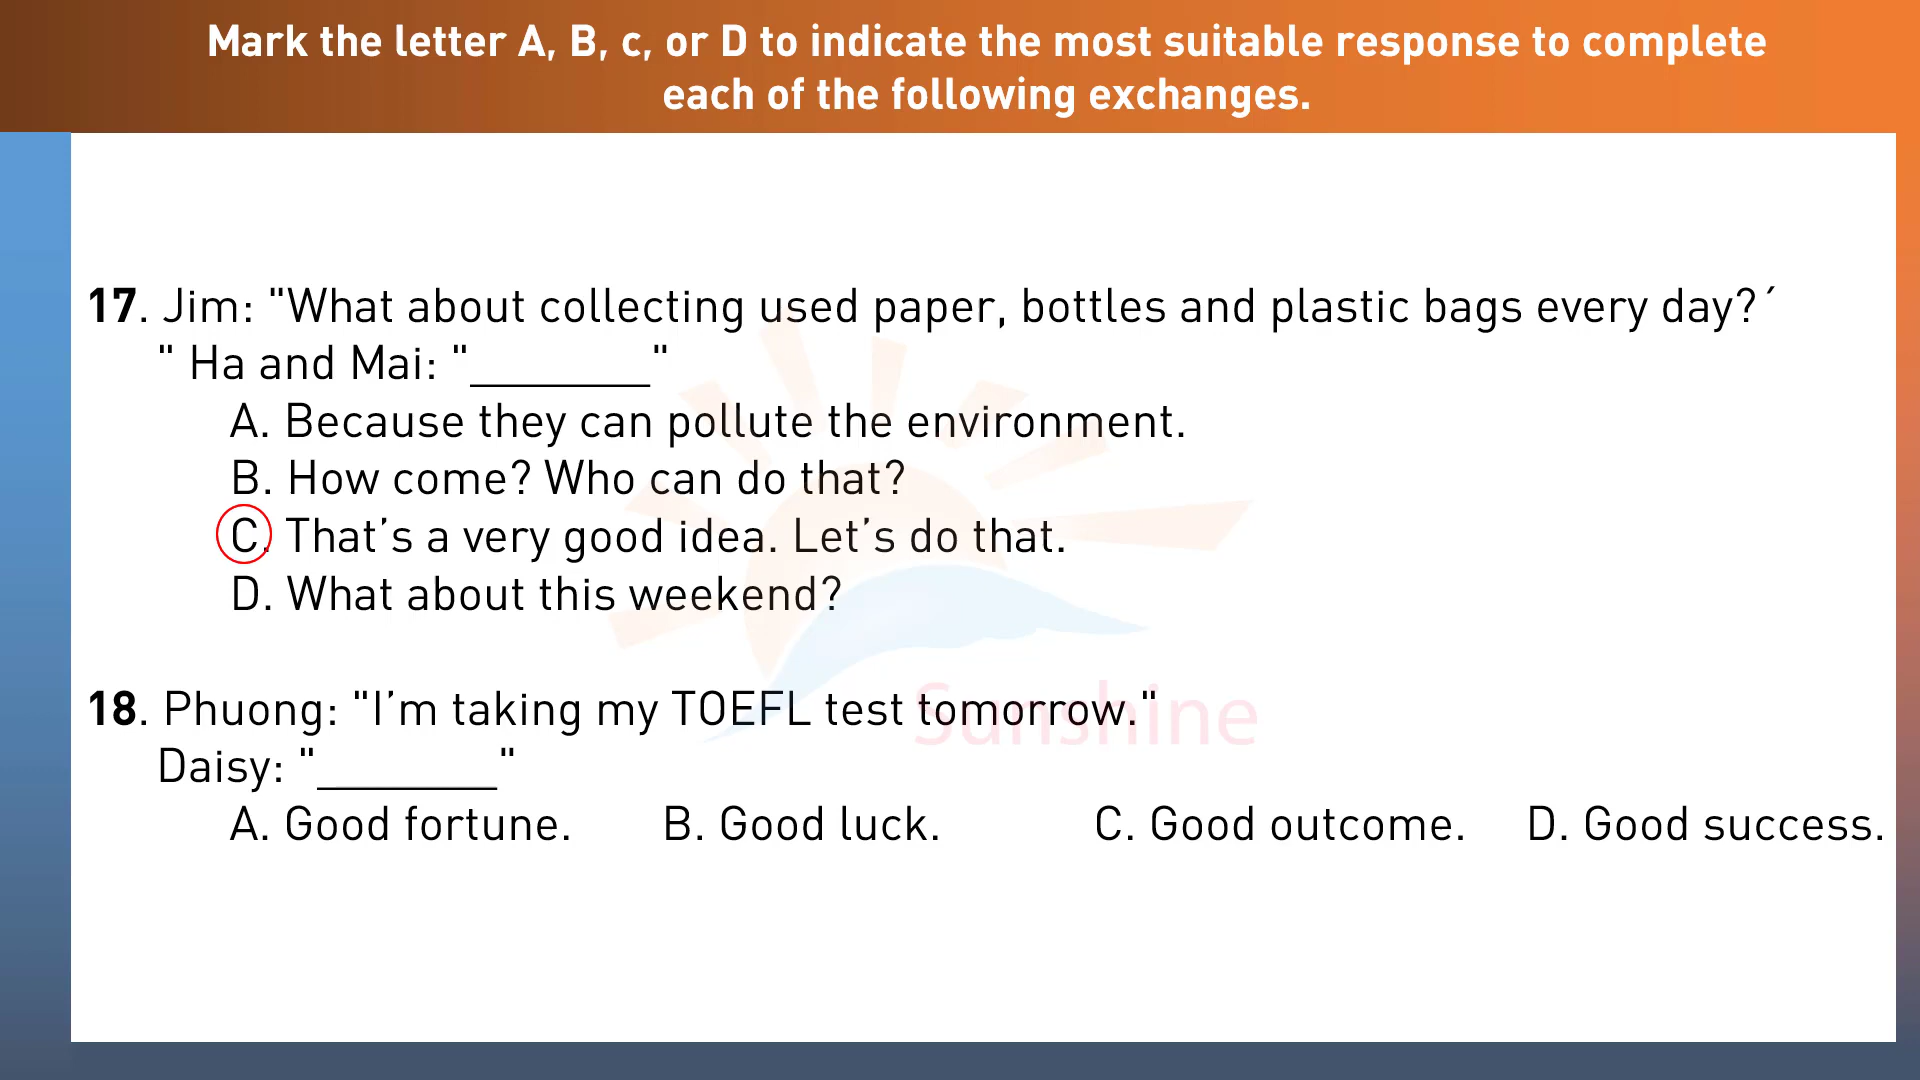 Mark the letter A, B, c, or D to indicate the most suitable response to complete
each of the following exchanges.
17. Jim: "What about collecting used paper, bottles and plastic bags every day?´
" Ha and Mai: "________"
A. Because they can pollute the environment.
B. How come? Who can do that?
C. That’s a very good idea. Let’s do that.
D. What about this weekend?
18. Phuong: "I’m taking my TOEFL test tomorrow."
Sunshine
Daisy: "________"
A. Good fortune. B. Good luck. C. Good outcome. D. Good success.